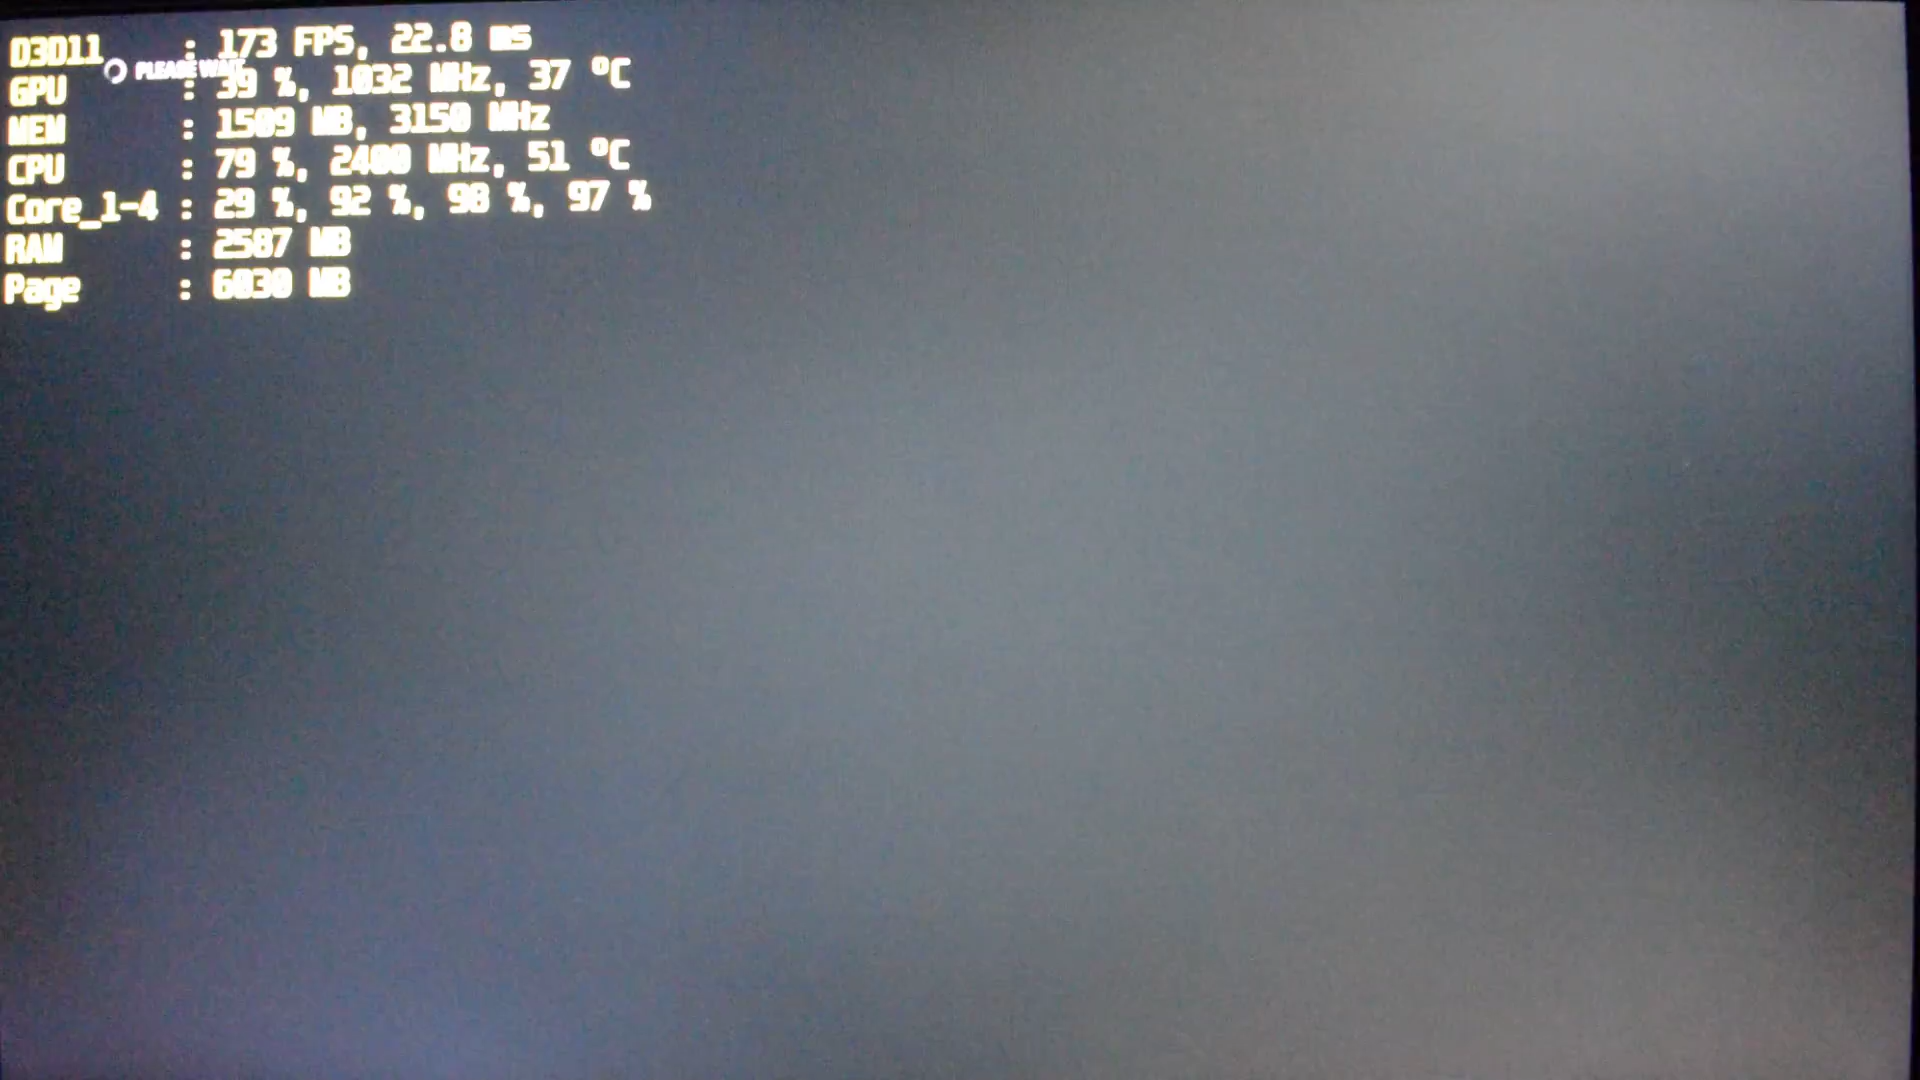 D3D11 : 173 FPS, 22.8 ms
PLEASE WAIT
GPU : 39 %, 1032 MHz, 37 °C
MEM : 1509 MB, 3150 MHz
CPU : 79 %, 2400 MHz, 51 °C
Core_1-4 : 29 %, 92 %, 98 %, 97 %
RAM : 2587 MB
Page : 6030 MB